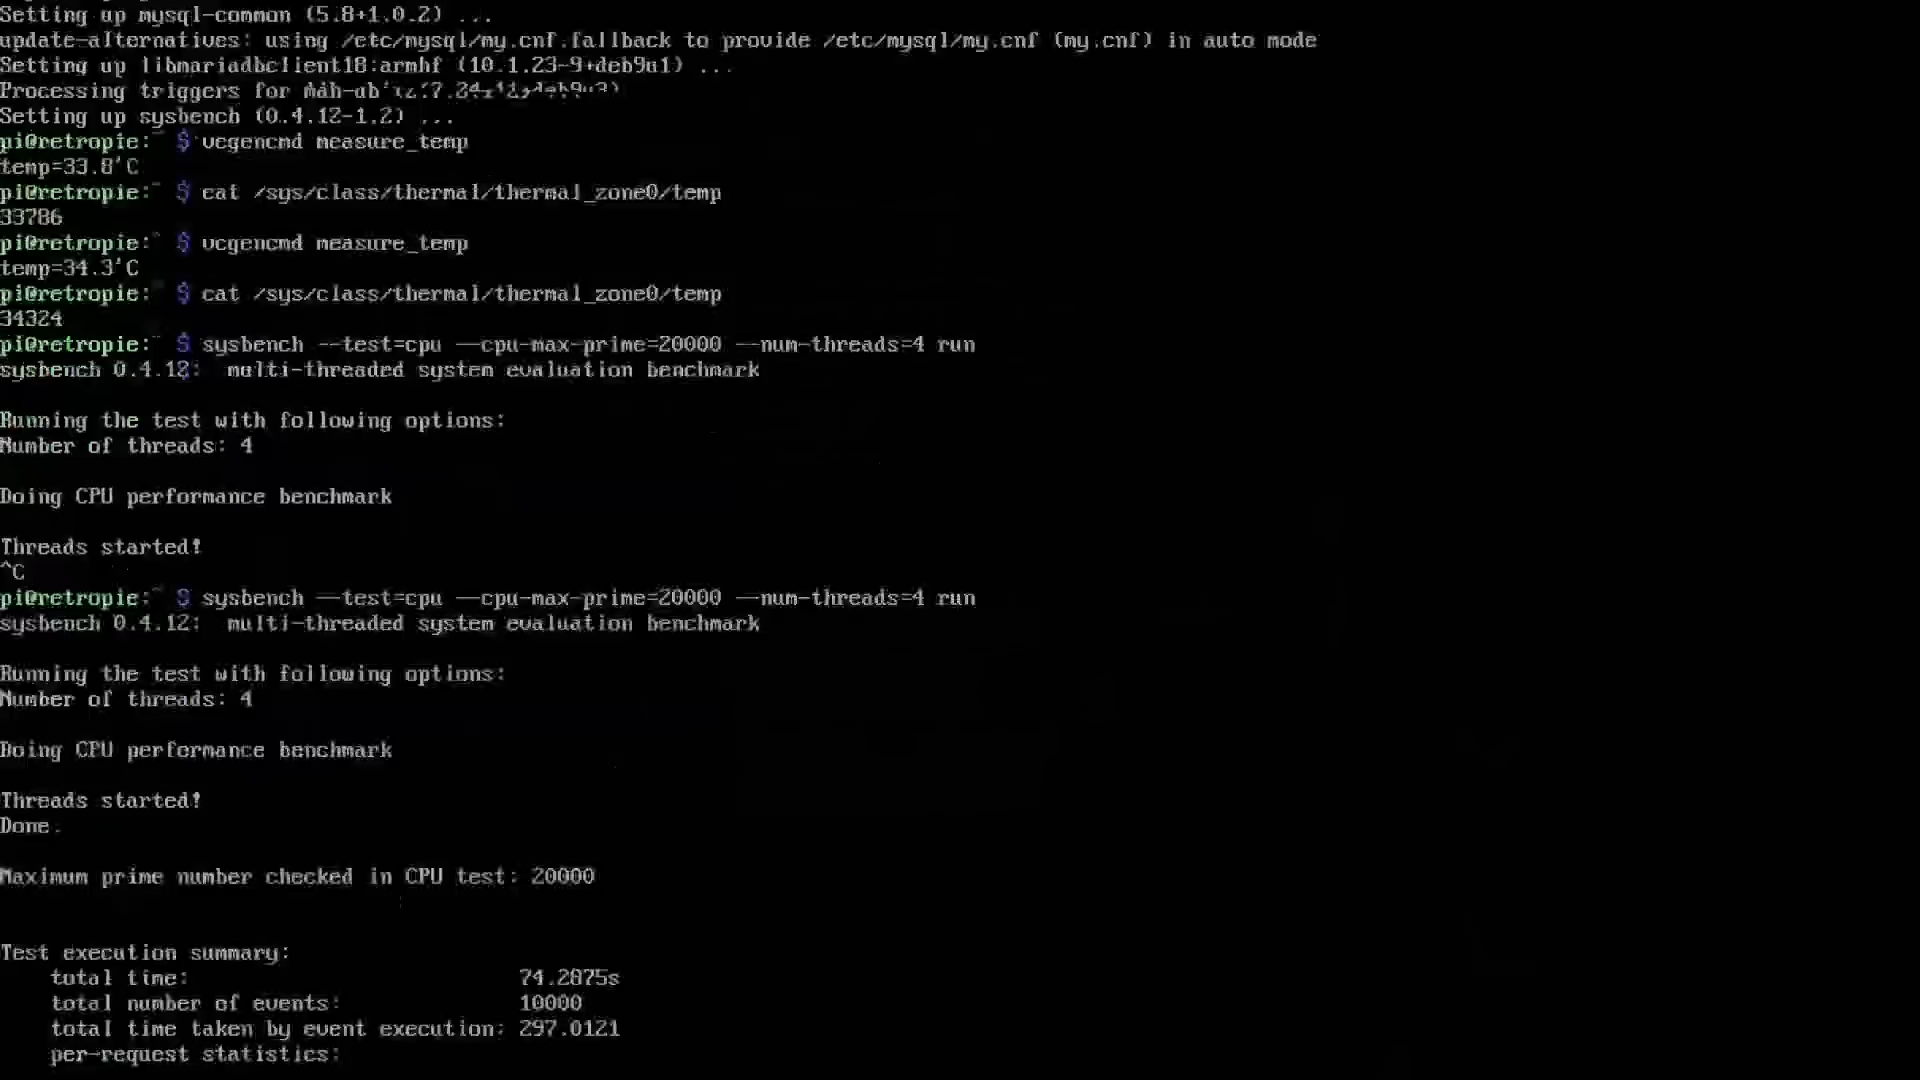 Setting up mysql-common (5.8+1.0.2) ...
update-alternatives: using /etc/mysql/my.cnf.fallback to provide /etc/mysql/my.cnf (my.cnf) in auto mode
Setting up libmariadbclient18:armhf (10.1.23-9+deb9u1) ...
Processing triggers for
Setting up sysbench (0.4.12-1.2) ...
pi@retropie:~ $ vcgencmd measure_temp
temp=33.8'C
pi@retropie:~ $ cat /sys/class/thermal/thermal_zone0/temp
33786
pi@retropie:~ $ vcgencmd measure_temp
temp=34.3'C
pi@retropie:~ $ cat /sys/class/thermal/thermal_zone0/temp
34324
pi@retropie:~ $ sysbench --test=cpu --cpu-max-prime=20000 --num-threads=4 run
sysbench 0.4.12:  multi-threaded system evaluation benchmark
Running the test with following options:
Number of threads: 4
Doing CPU performance benchmark
Threads started!
^C
pi@retropie:~ $ sysbench --test=cpu --cpu-max-prime=20000 --num-threads=4 run
sysbench 0.4.12:  multi-threaded system evaluation benchmark
Running the test with following options:
Number of threads: 4
Doing CPU performance benchmark
Threads started!
Done.
Maximum prime number checked in CPU test: 20000
Test execution summary:
total time: 74.2875s
total number of events: 10000
total time taken by event execution: 297.0121
per-request statistics: